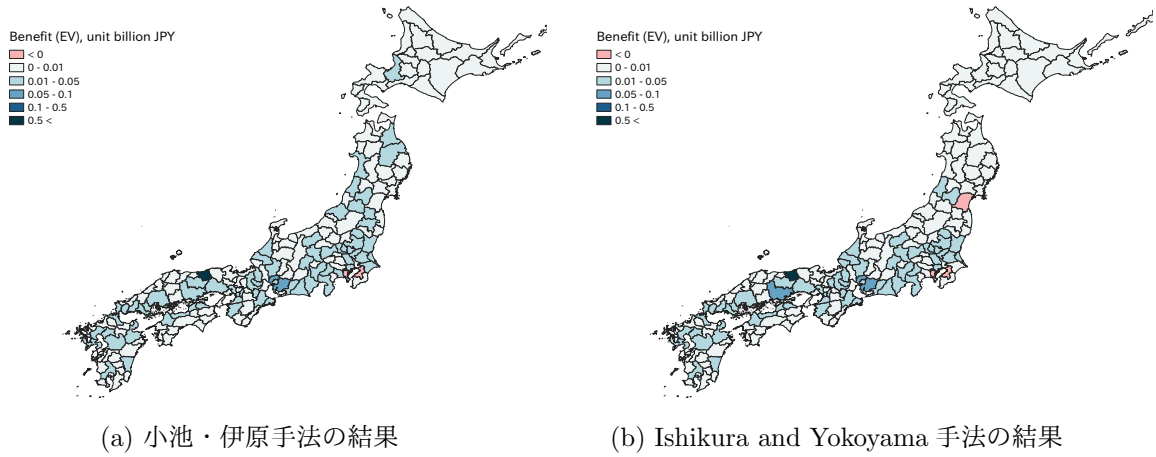 Benefit (EV), unit billion JPY
< 0
0 - 0.01
0.01 - 0.05
0.05 - 0.1
0.1 - 0.5
0.5 <
Benefit (EV), unit billion JPY
< 0
0 - 0.01
0.01 - 0.05
0.05 - 0.1
0.1 - 0.5
0.5 <
(a) 小池・伊原手法の結果
(b) Ishikura and Yokoyama 手法の結果